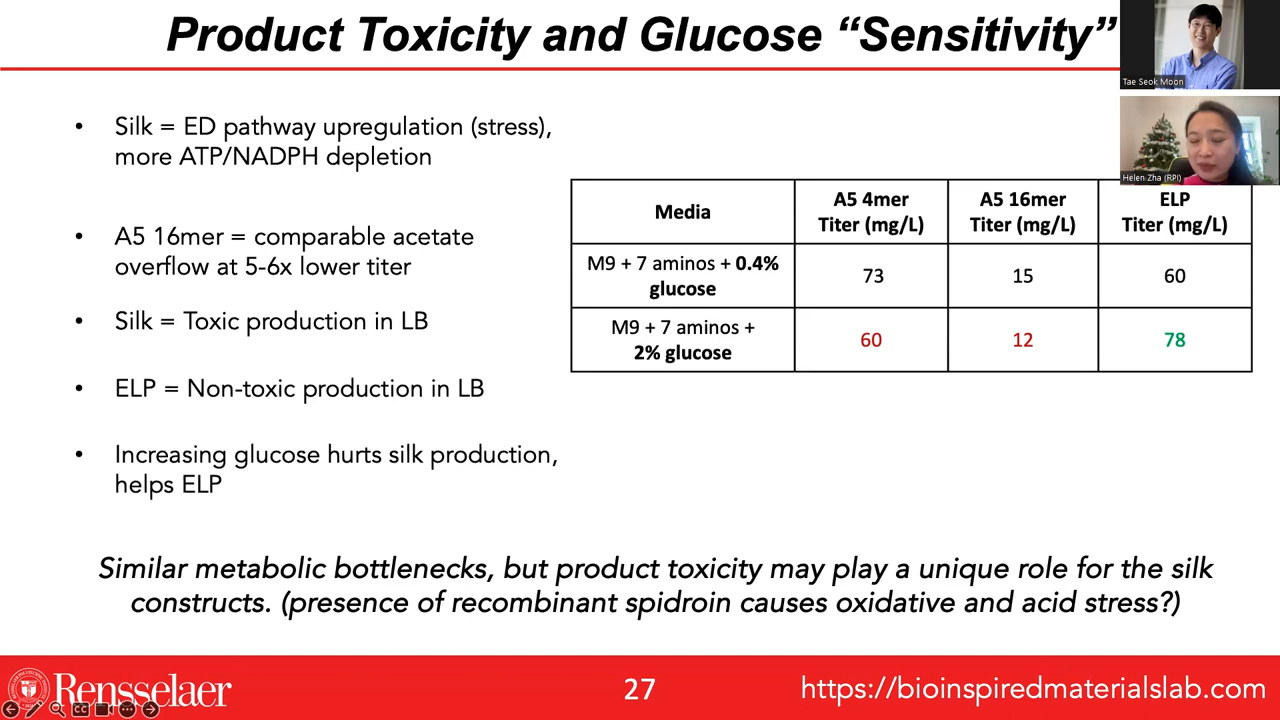 Product Toxicity and Glucose “Sensitivity”
Tae Seok Moon
Helen Zha (RPI)
• Silk = ED pathway upregulation (stress),
more ATP/NADPH depletion
• A5 16mer = comparable acetate
overflow at 5-6x lower titer
• Silk = Toxic production in LB
• ELP = Non-toxic production in LB
• Increasing glucose hurts silk production,
helps ELP
Media
A5 4mer
Titer (mg/L)
A5 16mer
Titer (mg/L)
ELP
Titer (mg/L)
M9 + 7 aminos + 0.4%
glucose
73
15
60
M9 + 7 aminos +
2% glucose
60
12
78
Similar metabolic bottlenecks, but product toxicity may play a unique role for the silk
constructs. (presence of recombinant spidroin causes oxidative and acid stress?)
Rensselaer
27
https://bioinspiredmaterialslab.com
CC